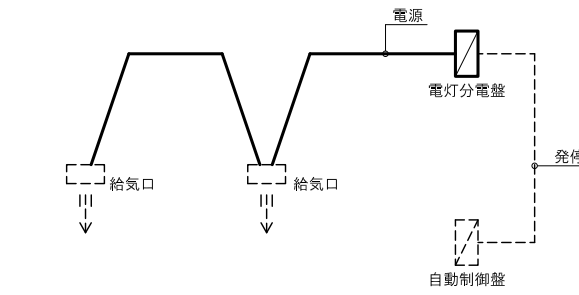 電源
電灯分電盤
発停
給気口
給気口
自動制御盤